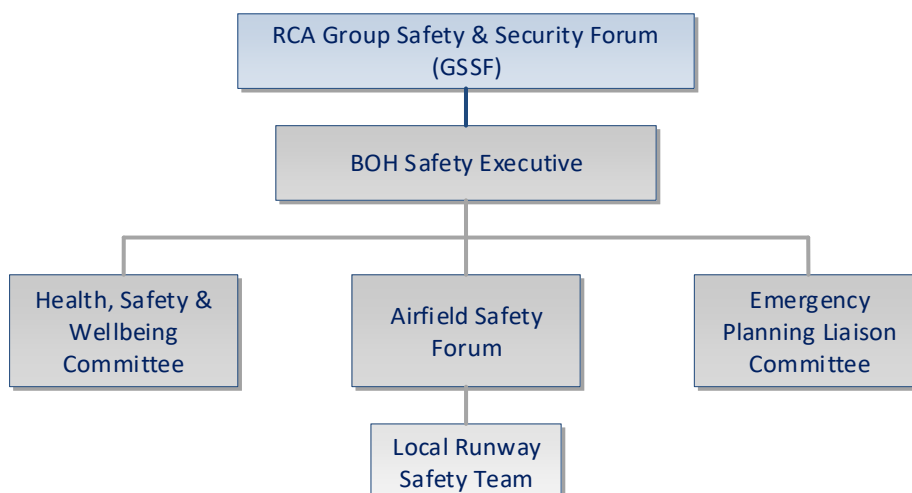 RCA Group Safety & Security Forum
(GSSF)
BOH Safety Executive
Health, Safety &
Wellbeing
Committee
Airfield Safety
Forum
Emergency
Planning Liaison
Committee
Local Runway
Safety Team